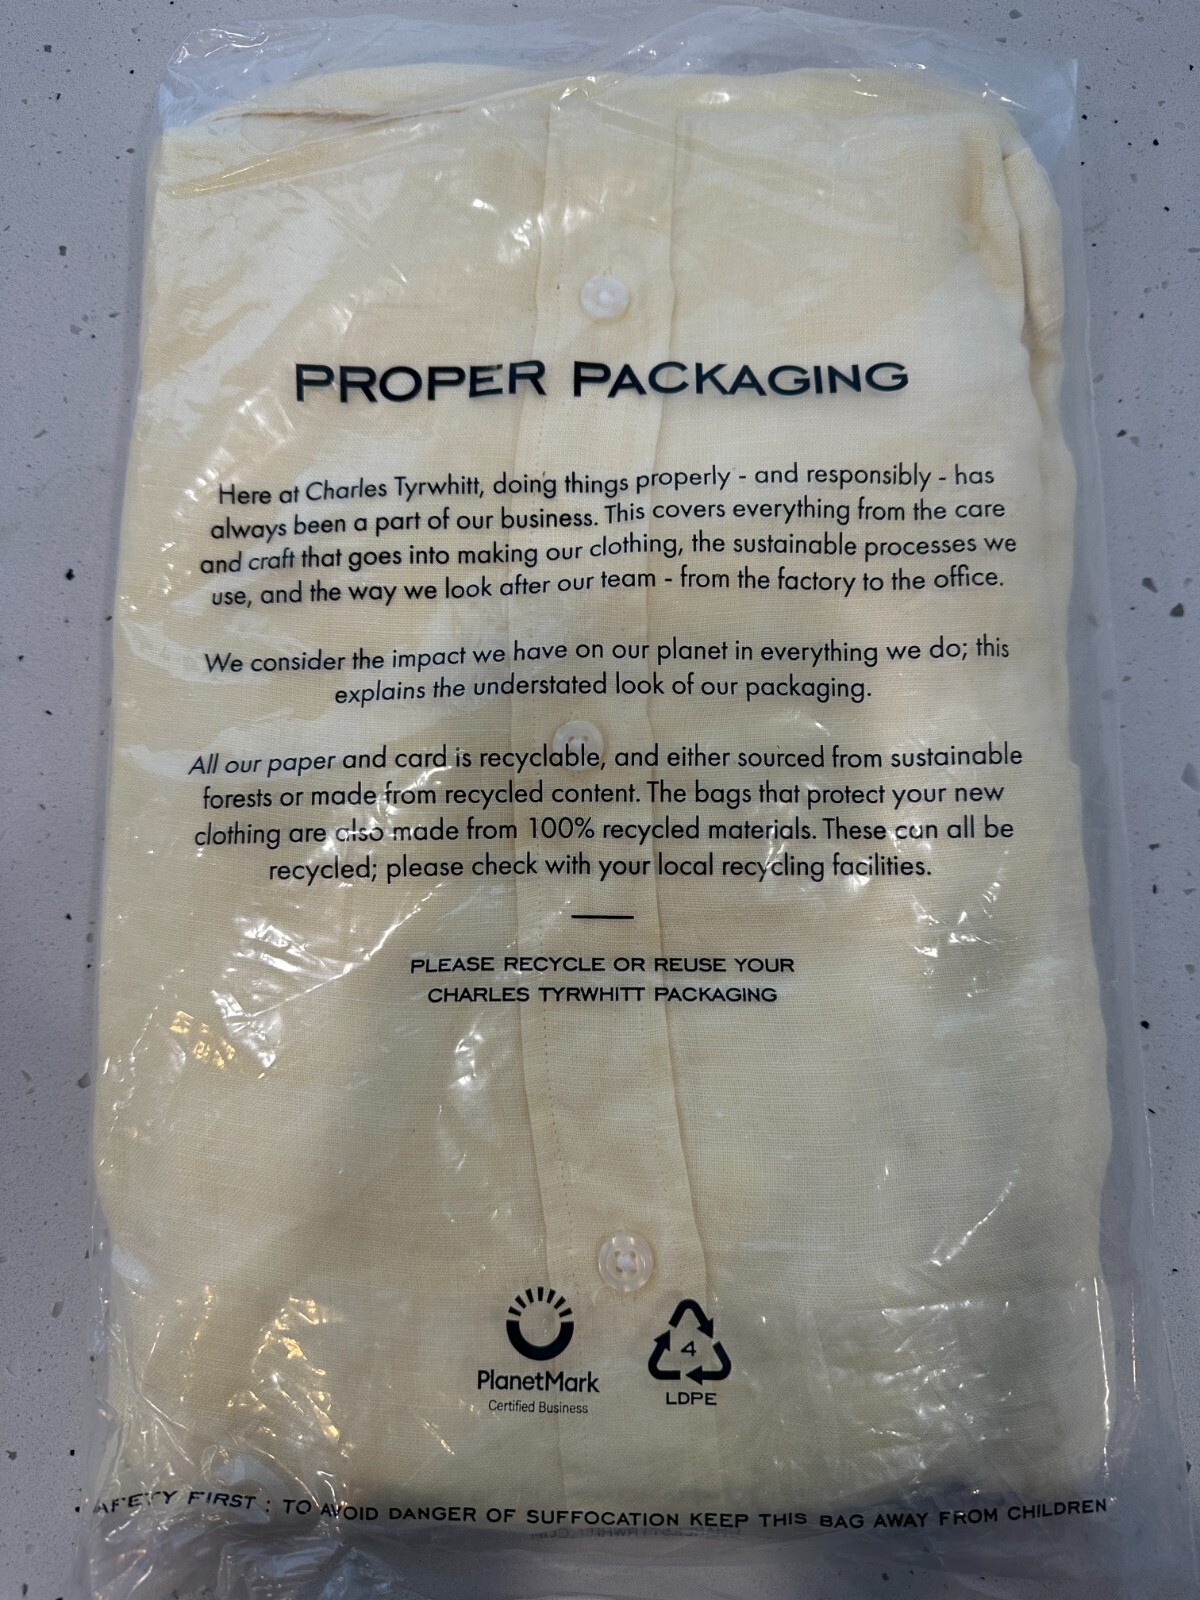 PROPER PACKAGING
Here at Charles Tyrwhitt, doing things properly - and responsibly - has
always been a part of our business. This covers everything from the care
and craft that goes into making our clothing, the sustainable processes we
use, and the way we look after our team - from the factory to the office.
We consider the impact we have on our planet in everything we do; this
explains the understated look of our packaging.
All our paper and card is recyclable, and either sourced from sustainable
forests or made from recycled content. The bags that protect your new
clothing are also made from 100% recycled materials. These can all be
recycled; please check with your local recycling facilities.
PLEASE RECYCLE OR REUSE YOUR
CHARLES TYRWHITT PACKAGING
4
PlanetMark
LDPE
Certified Business
SAFETY FIRST : TO AVOID DANGER OF SUFFOCATION KEEP THIS BAG AWAY FROM CHILDREN